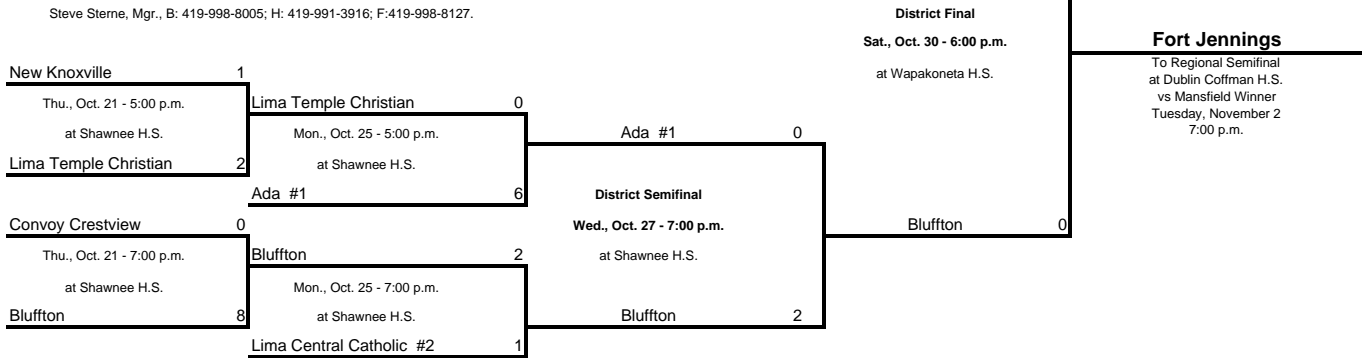 Steve Sterne, Mgr., B: 419-998-8005; H: 419-991-3916; F:419-998-8127.
District Final
Sat., Oct. 30 - 6:00 p.m.
at Wapakoneta H.S.
Fort Jennings
To Regional Semifinal
at Dublin Coffman H.S.
vs Mansfield Winner
Tuesday, November 2
7:00 p.m.
New Knoxville 1
Thu., Oct. 21 - 5:00 p.m.
at Shawnee H.S.
Lima Temple Christian 2
Lima Temple Christian 0
Mon., Oct. 25 - 5:00 p.m.
at Shawnee H.S.
Ada #1 6
Ada #1 0
District Semifinal
Wed., Oct. 27 - 7:00 p.m.
at Shawnee H.S.
Bluffton 2
Bluffton 0
Convoy Crestview 0
Thu., Oct. 21 - 7:00 p.m.
at Shawnee H.S.
Bluffton 8
Bluffton 2
Mon., Oct. 25 - 7:00 p.m.
at Shawnee H.S.
Lima Central Catholic #2 1